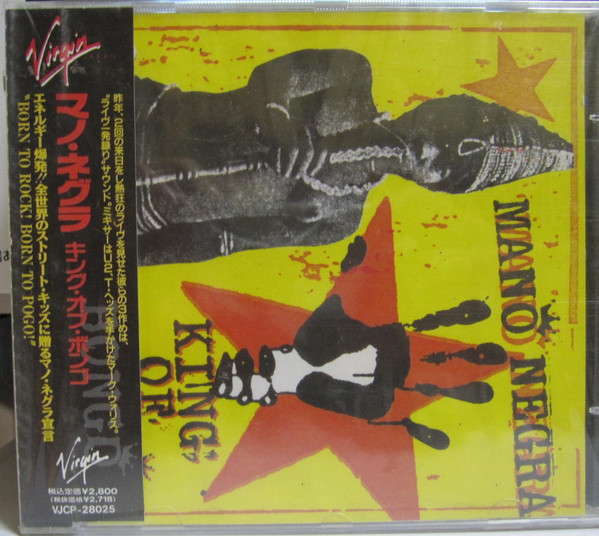 Virgin
マノ・ネグラ キング・オブ・ボンゴ
エネルギー爆発!!全世界のストリート・キッズに贈るマノ・ネグラ宣言
"BORN TO ROCK! BORN TO POGO!"
昨年、2回の来日をし熱狂のライヴを見せた彼らの3作めは、
"ライヴ一発録り"サウンド。ミキサーはU2、T・ヘッズを手がけたマーク・ウォリス。
Virgin
税込定価¥2,800
(税抜価格¥2,718)
VJCP-28025
MANO NEGRA
KING
OF
BONGO